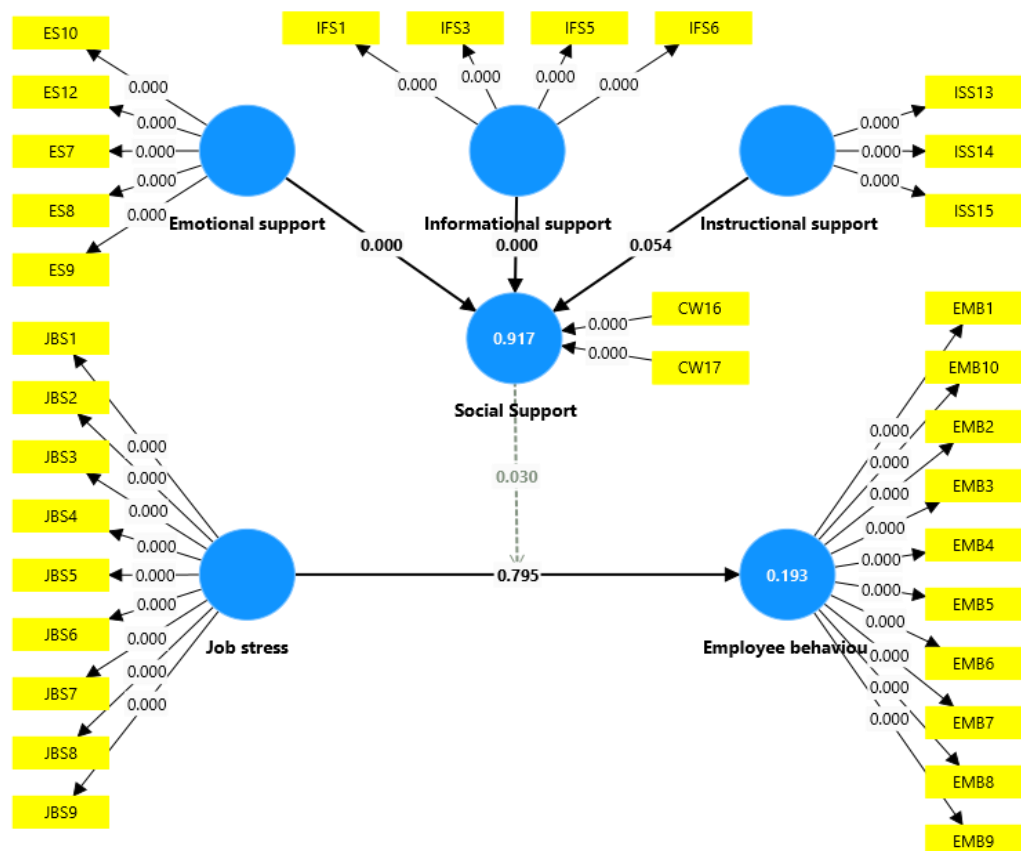 IFS1 IFS3 IFS5 IFS6
ES10
0.000 0.000 0.000 0.000
ES12
0.000
ISS13
0.000
0.000
ES7
0.000
0.000
ISS14
ES8
0.000
0.000
ISS15
0.000
Emotional support
Informational support
Instructional support
0.000
0.000
0.054
ES9
EMB1
CW16
0.000
JBS1
0.917
0.000
CW17
EMB10
JBS2
Social Support
EMB2
0.000
0.000
JBS3
0.000
0.030
0.000
EMB3
0.000
0.000
JBS4
0.000
0.000
EMB4
0.000
JBS5
0.000
0.795
0.193
0.000
EMB5
0.000
0.000
JBS6
0.000
Job stress
Employee behaviou
0.000
EMB6
0.000
0.000
JBS7
0.000
0.000
EMB7
JBS8
EMB8
JBS9
EMB9